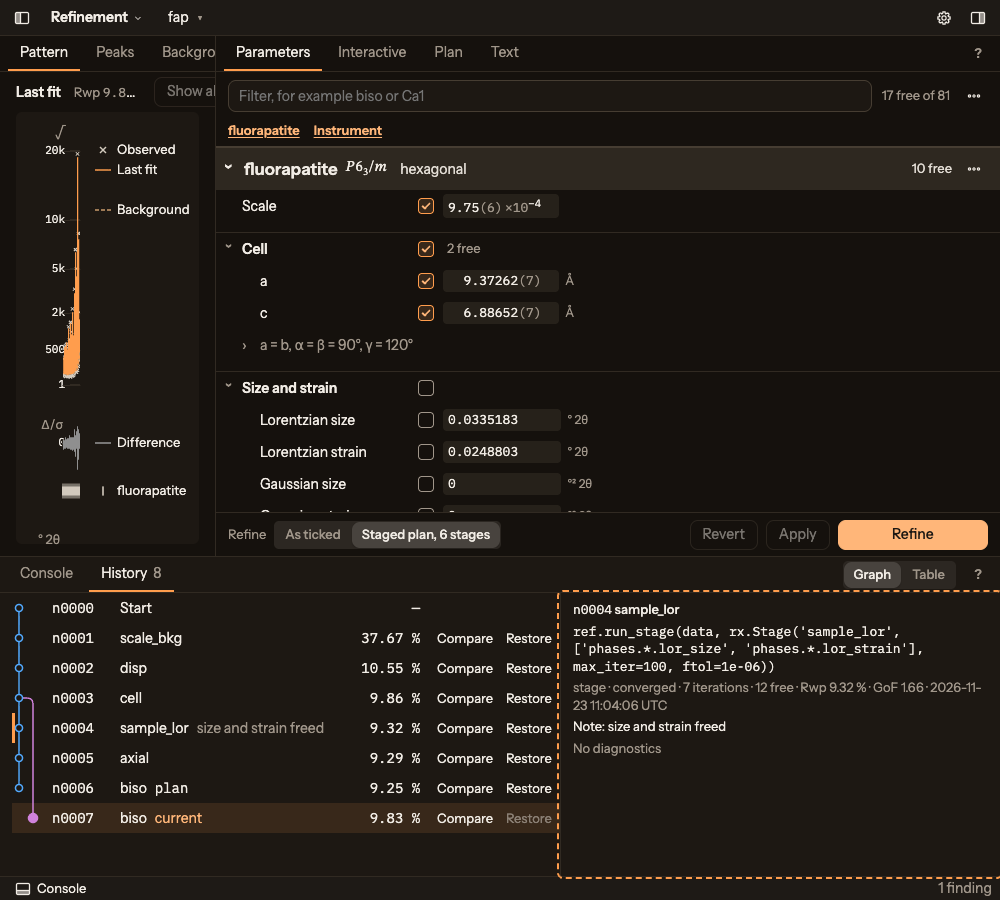 Refinement fap
Pattern Peaks Backgro Parameters Interactive Plan Text ?
Last fit Rwp 9.8... Show al
Filter, for example biso or Ca1 17 free of 81
fluorapatite Instrument
√
20k
10k
5k
2k
500
1
Δ/σ
0
° 2θ
× Observed
Last fit
Background
Difference
fluorapatite
fluorapatite P6₃/m hexagonal 10 free
Scale 9.75(6) ×10⁻⁴
Cell 2 free
a 9.37262(7) Å
c 6.88652(7) Å
› a = b, α = β = 90°, γ = 120°
Size and strain
Lorentzian size 0.0335183 ° 2θ
Lorentzian strain 0.0248803 ° 2θ
Gaussian size 0 °² 2θ
Refine As ticked Staged plan, 6 stages Revert Apply Refine
Console History 8 Graph Table ?
n0000 Start —
n0001 scale_bkg 37.67 % Compare Restore
n0002 disp 10.55 % Compare Restore
n0003 cell 9.86 % Compare Restore
n0004 sample_lor size and strain freed 9.32 % Compare Restore
n0005 axial 9.29 % Compare Restore
n0006 biso plan 9.25 % Compare Restore
n0007 biso current 9.83 % Compare Restore
n0004 sample_lor
ref.run_stage(data, rx.Stage('sample_lor',
['phases.*.lor_size', 'phases.*.lor_strain'],
max_iter=100, ftol=1e-06))
stage · converged · 7 iterations · 12 free · Rwp 9.32 % · GoF 1.66 · 2026-11-
23 11:04:06 UTC
Note: size and strain freed
No diagnostics
Console 1 finding